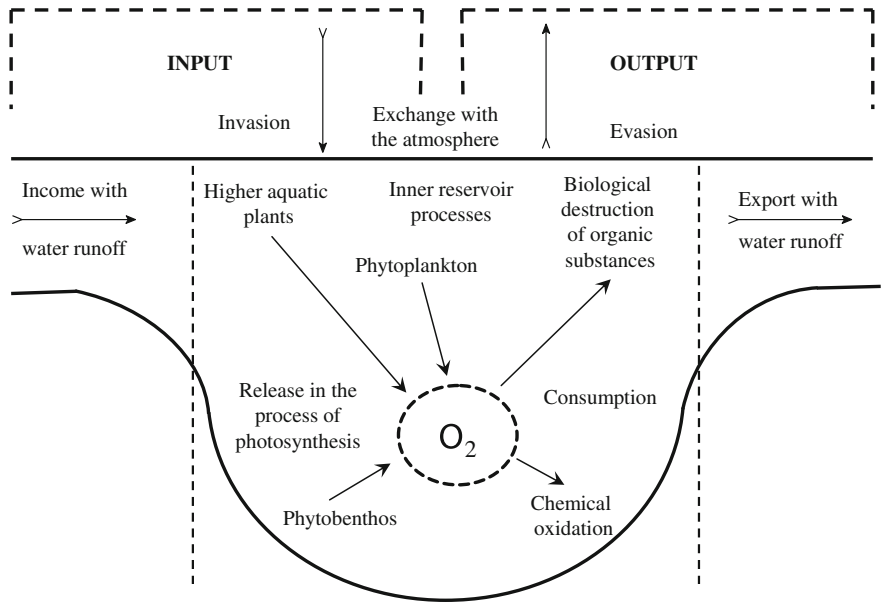 INPUT
OUTPUT
Invasion
Exchange with
the atmosphere
Evasion
Income with
water runoff
Higher aquatic
plants
Inner reservoir
processes
Biological
destruction
of organic
substances
Export with
water runoff
Phytoplankton
Release in the
process of
photosynthesis
O₂
Consumption
Phytobenthos
Chemical
oxidation